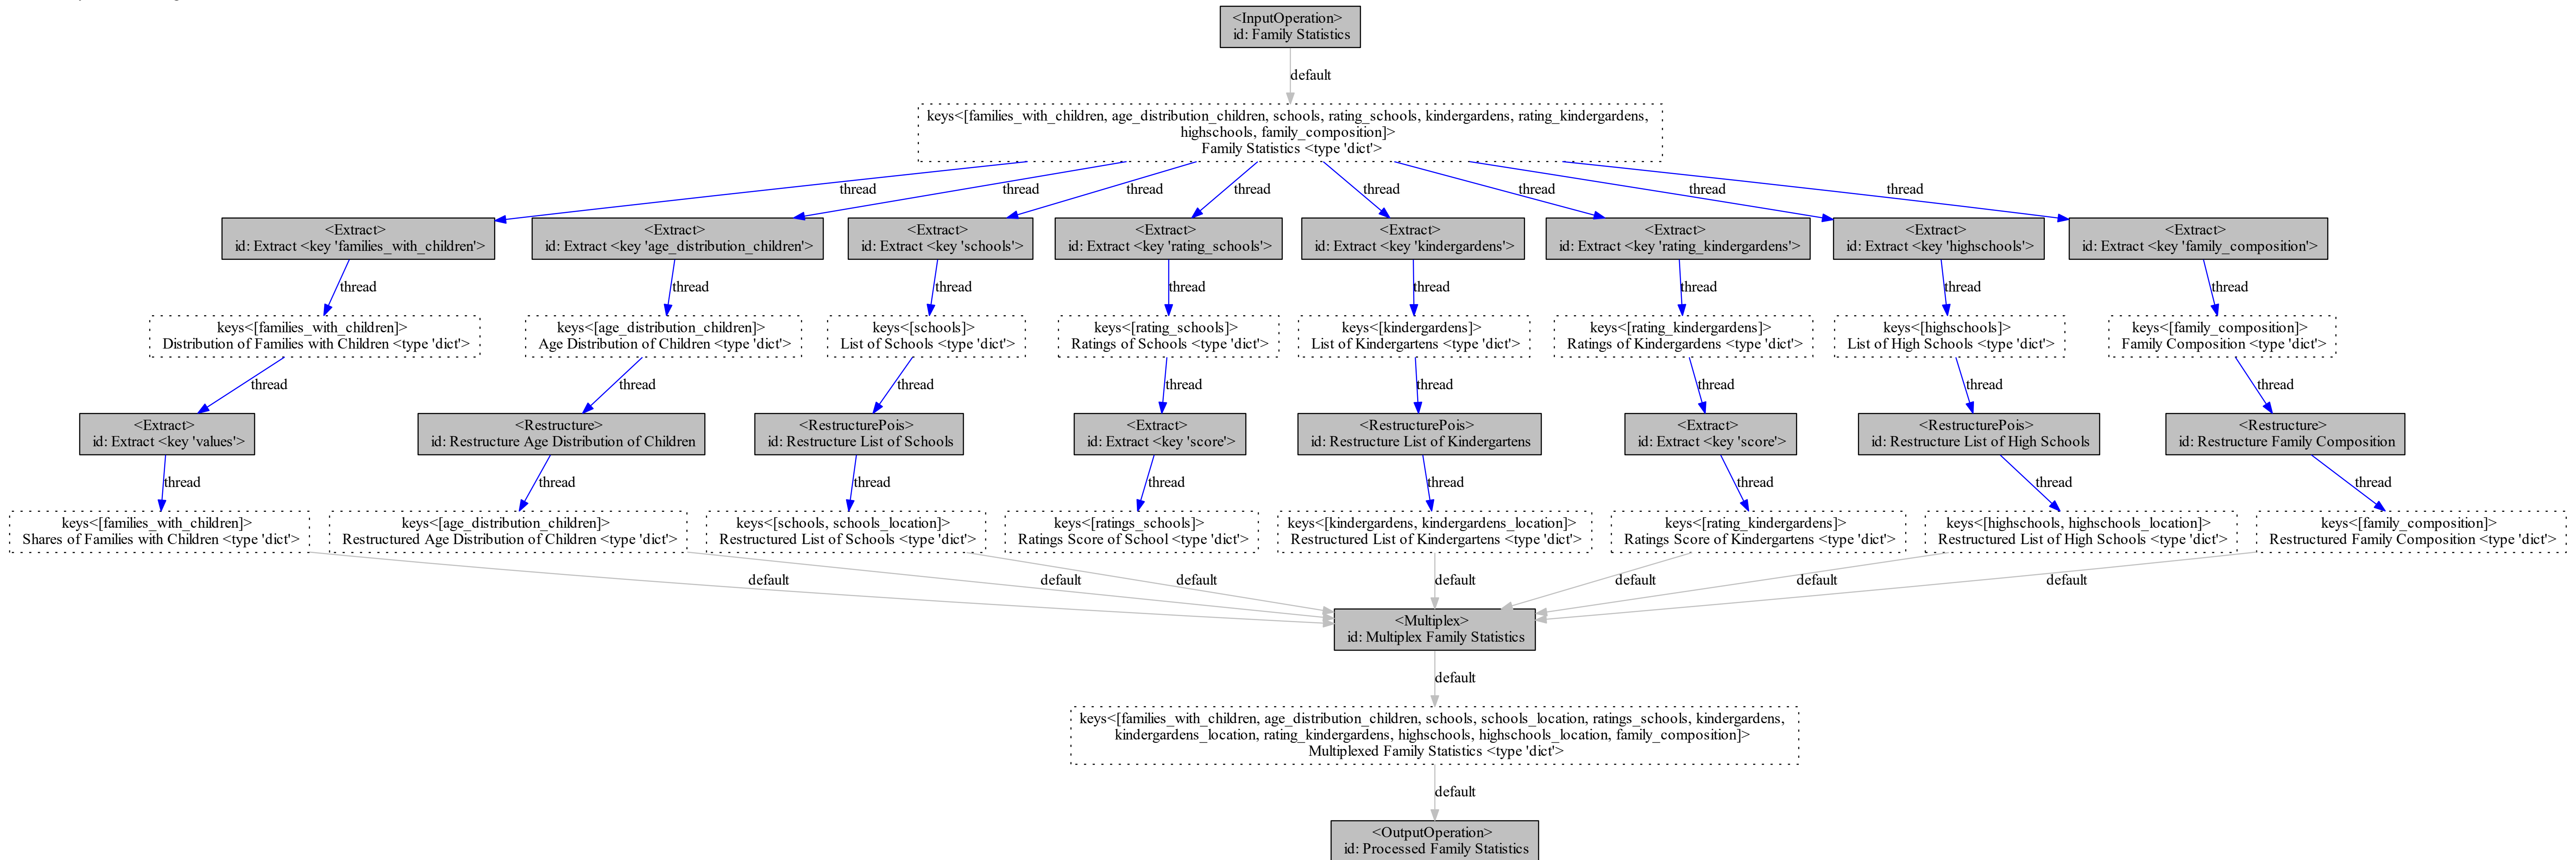 <InputOperation>
id: Family Statistics
default
keys<[families_with_children, age_distribution_children, schools, rating_schools, kindergardens, rating_kindergardens,
highschools, family_composition]>
Family Statistics <type 'dict'>
thread
thread
thread
thread
thread
thread
thread
thread
<Extract>
id: Extract <key 'families_with_children'>
<Extract>
id: Extract <key 'age_distribution_children'>
<Extract>
id: Extract <key 'schools'>
<Extract>
id: Extract <key 'rating_schools'>
<Extract>
id: Extract <key 'kindergardens'>
<Extract>
id: Extract <key 'rating_kindergardens'>
<Extract>
id: Extract <key 'highschools'>
<Extract>
id: Extract <key 'family_composition'>
thread
thread
thread
thread
thread
thread
thread
thread
keys<[families_with_children]>
Distribution of Families with Children <type 'dict'>
keys<[age_distribution_children]>
Age Distribution of Children <type 'dict'>
keys<[schools]>
List of Schools <type 'dict'>
keys<[rating_schools]>
Ratings of Schools <type 'dict'>
keys<[kindergardens]>
List of Kindergartens <type 'dict'>
keys<[rating_kindergardens]>
Ratings of Kindergardens <type 'dict'>
keys<[highschools]>
List of High Schools <type 'dict'>
keys<[family_composition]>
Family Composition <type 'dict'>
thread
thread
thread
thread
thread
thread
thread
thread
<Extract>
id: Extract <key 'values'>
<Restructure>
id: Restructure Age Distribution of Children
<RestructurePois>
id: Restructure List of Schools
<Extract>
id: Extract <key 'score'>
<RestructurePois>
id: Restructure List of Kindergartens
<Extract>
id: Extract <key 'score'>
<RestructurePois>
id: Restructure List of High Schools
<Restructure>
id: Restructure Family Composition
thread
thread
thread
thread
thread
thread
thread
thread
keys<[families_with_children]>
Shares of Families with Children <type 'dict'>
keys<[age_distribution_children]>
Restructured Age Distribution of Children <type 'dict'>
keys<[schools, schools_location]>
Restructured List of Schools <type 'dict'>
keys<[ratings_schools]>
Ratings Score of School <type 'dict'>
keys<[kindergardens, kindergardens_location]>
Restructured List of Kindergartens <type 'dict'>
keys<[rating_kindergardens]>
Ratings Score of Kindergartens <type 'dict'>
keys<[highschools, highschools_location]>
Restructured List of High Schools <type 'dict'>
keys<[family_composition]>
Restructured Family Composition <type 'dict'>
default
default
default
default
default
default
default
<Multiplex>
id: Multiplex Family Statistics
default
keys<[families_with_children, age_distribution_children, schools, schools_location, ratings_schools, kindergardens,
kindergardens_location, rating_kindergardens, highschools, highschools_location, family_composition]>
Multiplexed Family Statistics <type 'dict'>
default
<OutputOperation>
id: Processed Family Statistics